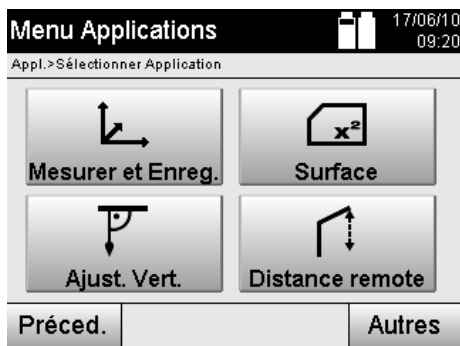 Menu Applications
17/06/10
09:20
Appl.>Sélectionner Application
x²
Mesurer et Enreg.
Surface
Ajust. Vert.
Distance remote
Préced.
Autres